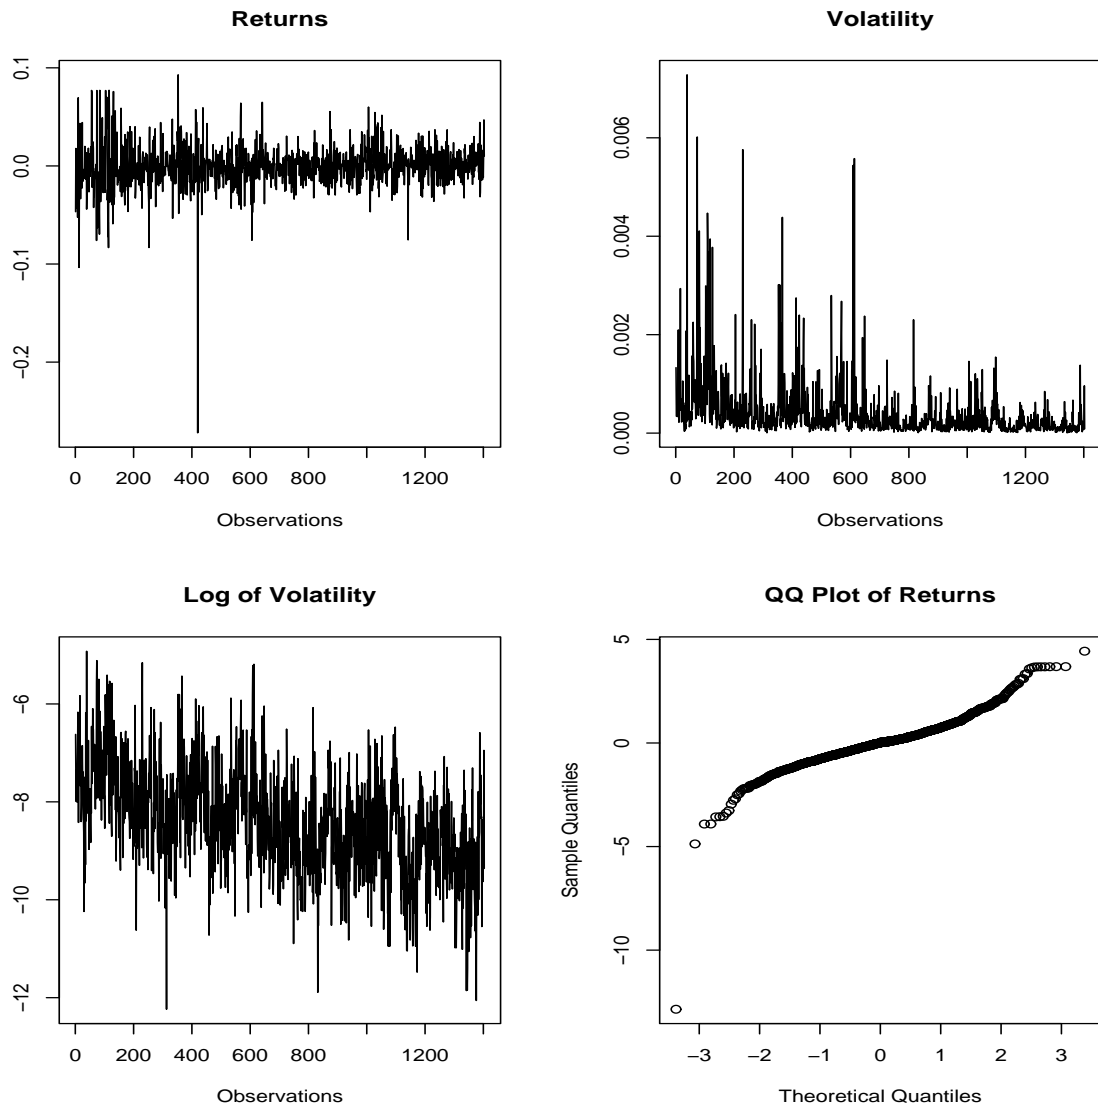 Returns
0.1
0.0
−0.1
−0.2
0 200 400 600 800 1200
Observations
Volatility
0.006
0.004
0.002
0.000
0 200 400 600 800 1200
Observations
Log of Volatility
−6
−8
−10
−12
0 200 400 600 800 1200
Observations
QQ Plot of Returns
Sample Quantiles
5
0
−5
−10
−3 −2 −1 0 1 2 3
Theoretical Quantiles